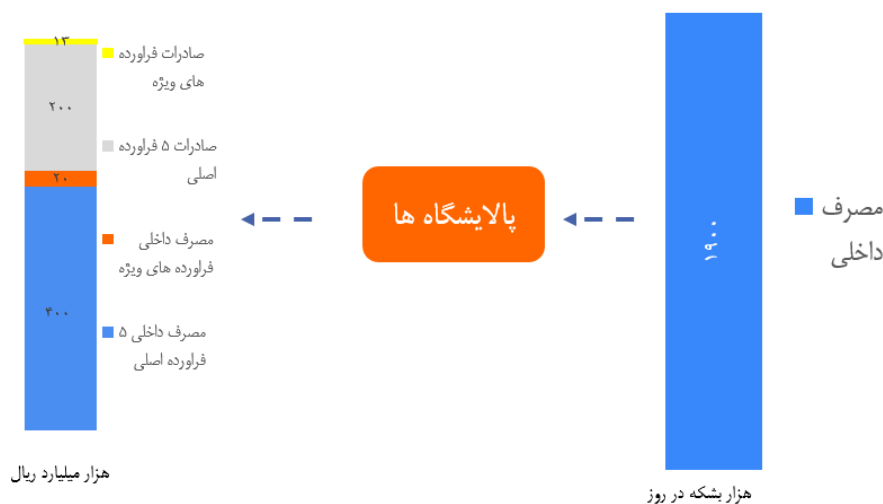 مصرف
داخلی
۱۹۰۰
هزار بشکه در روز
پالایشگاه ها
صادرات فراورده
های ویژه
صادرات ۵ فراورده
اصلی
مصرف داخلی
فراورده های ویژه
مصرف داخلی ۵
فراورده اصلی
۱۳
۲۰۰
۲۰
۴۰۰
هزار میلیارد ریال